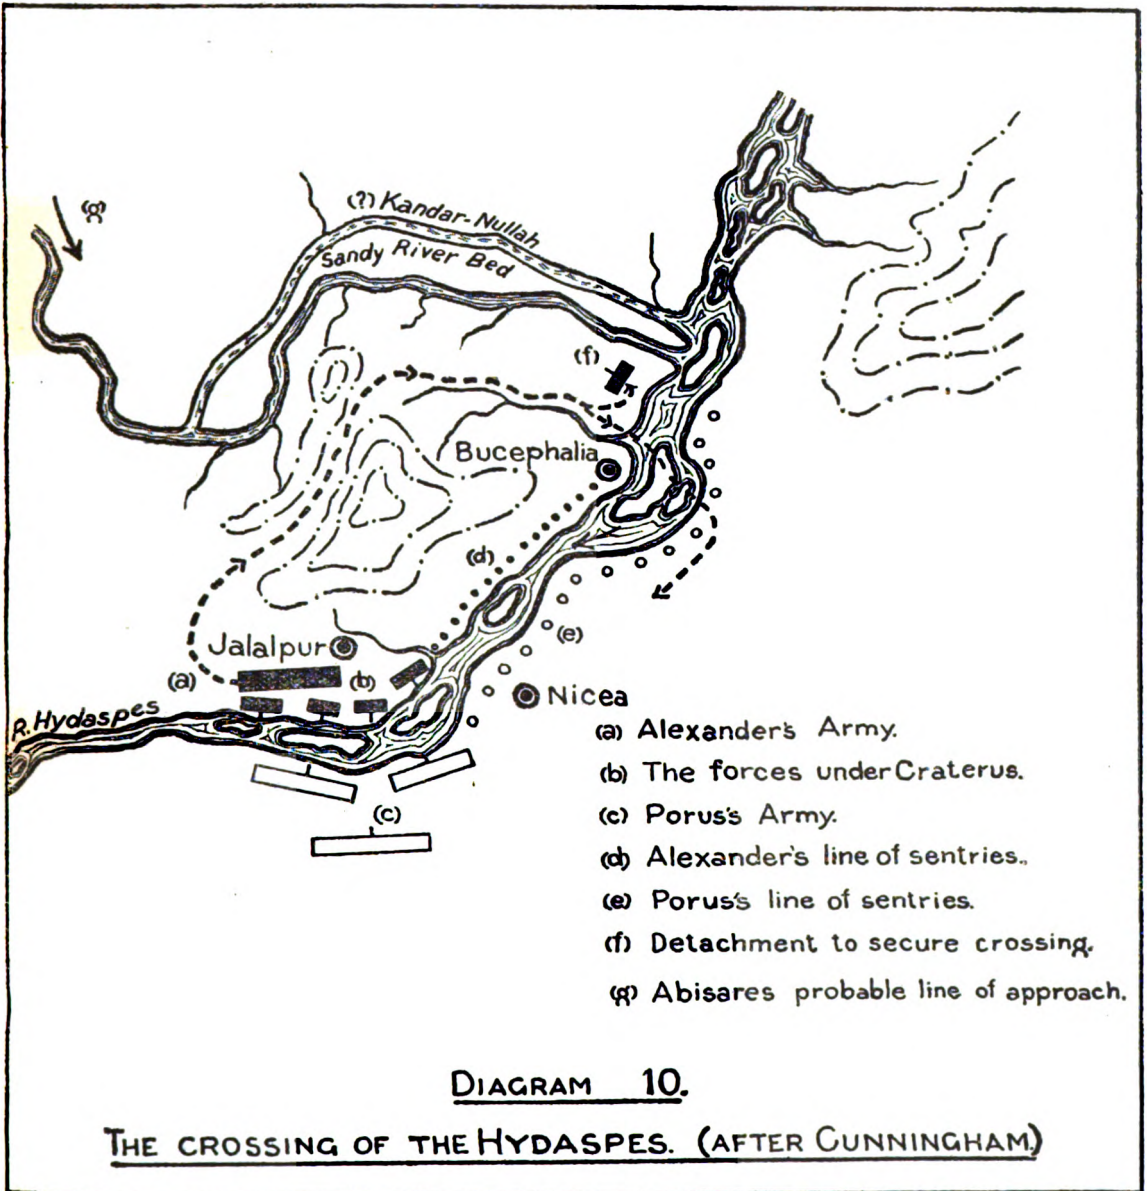 (g)
(?) Kandar-Nullah
Sandy River Bed
(f)
Bucephalia
(d)
(e)
Jalalpur
(a)
(b)
Nicea
R. Hydaspes
(c)
(a) Alexander's Army.
(b) The forces under Craterus.
(c) Porus's Army.
(d) Alexander's line of sentries.
(e) Porus's line of sentries.
(f) Detachment to secure crossing.
(g) Abisares probable line of approach.
DIAGRAM 10.
THE CROSSING OF THE HYDASPES. (AFTER CUNNINGHAM.)